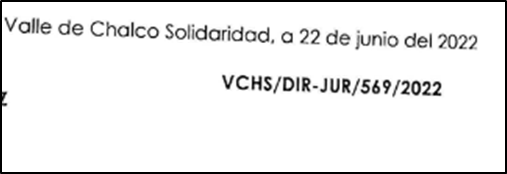 Valle de Chalco Solidaridad, a 22 de junio del 2022
VCHS/DIR-JUR/569/2022
Z